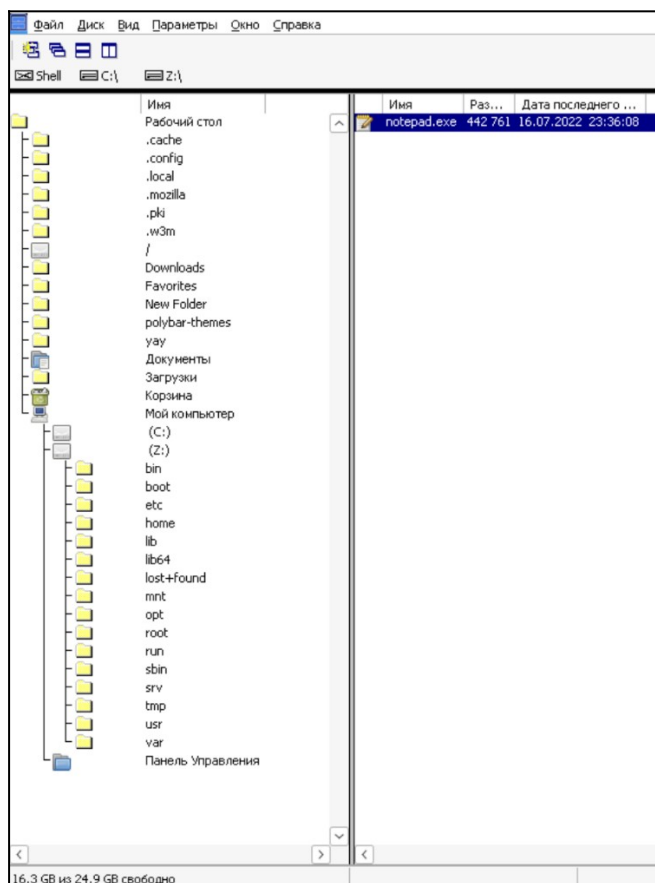 Файл Диск Вид Параметры Окно Справка
Shell C:\ Z:\
Имя
Рабочий стол
.cache
.config
.local
.mozilla
.pki
.w3m
/
Downloads
Favorites
New Folder
polybar-themes
yay
Документы
Загрузки
Корзина
Мой компьютер
(C:)
(Z:)
bin
boot
etc
home
lib
lib64
lost+found
mnt
opt
root
run
sbin
srv
tmp
usr
var
Панель Управления
Имя Раз... Дата последнего ...
notepad.exe 442 761 16.07.2022 23:36:08
16.3 GB из 24.9 GB свободно